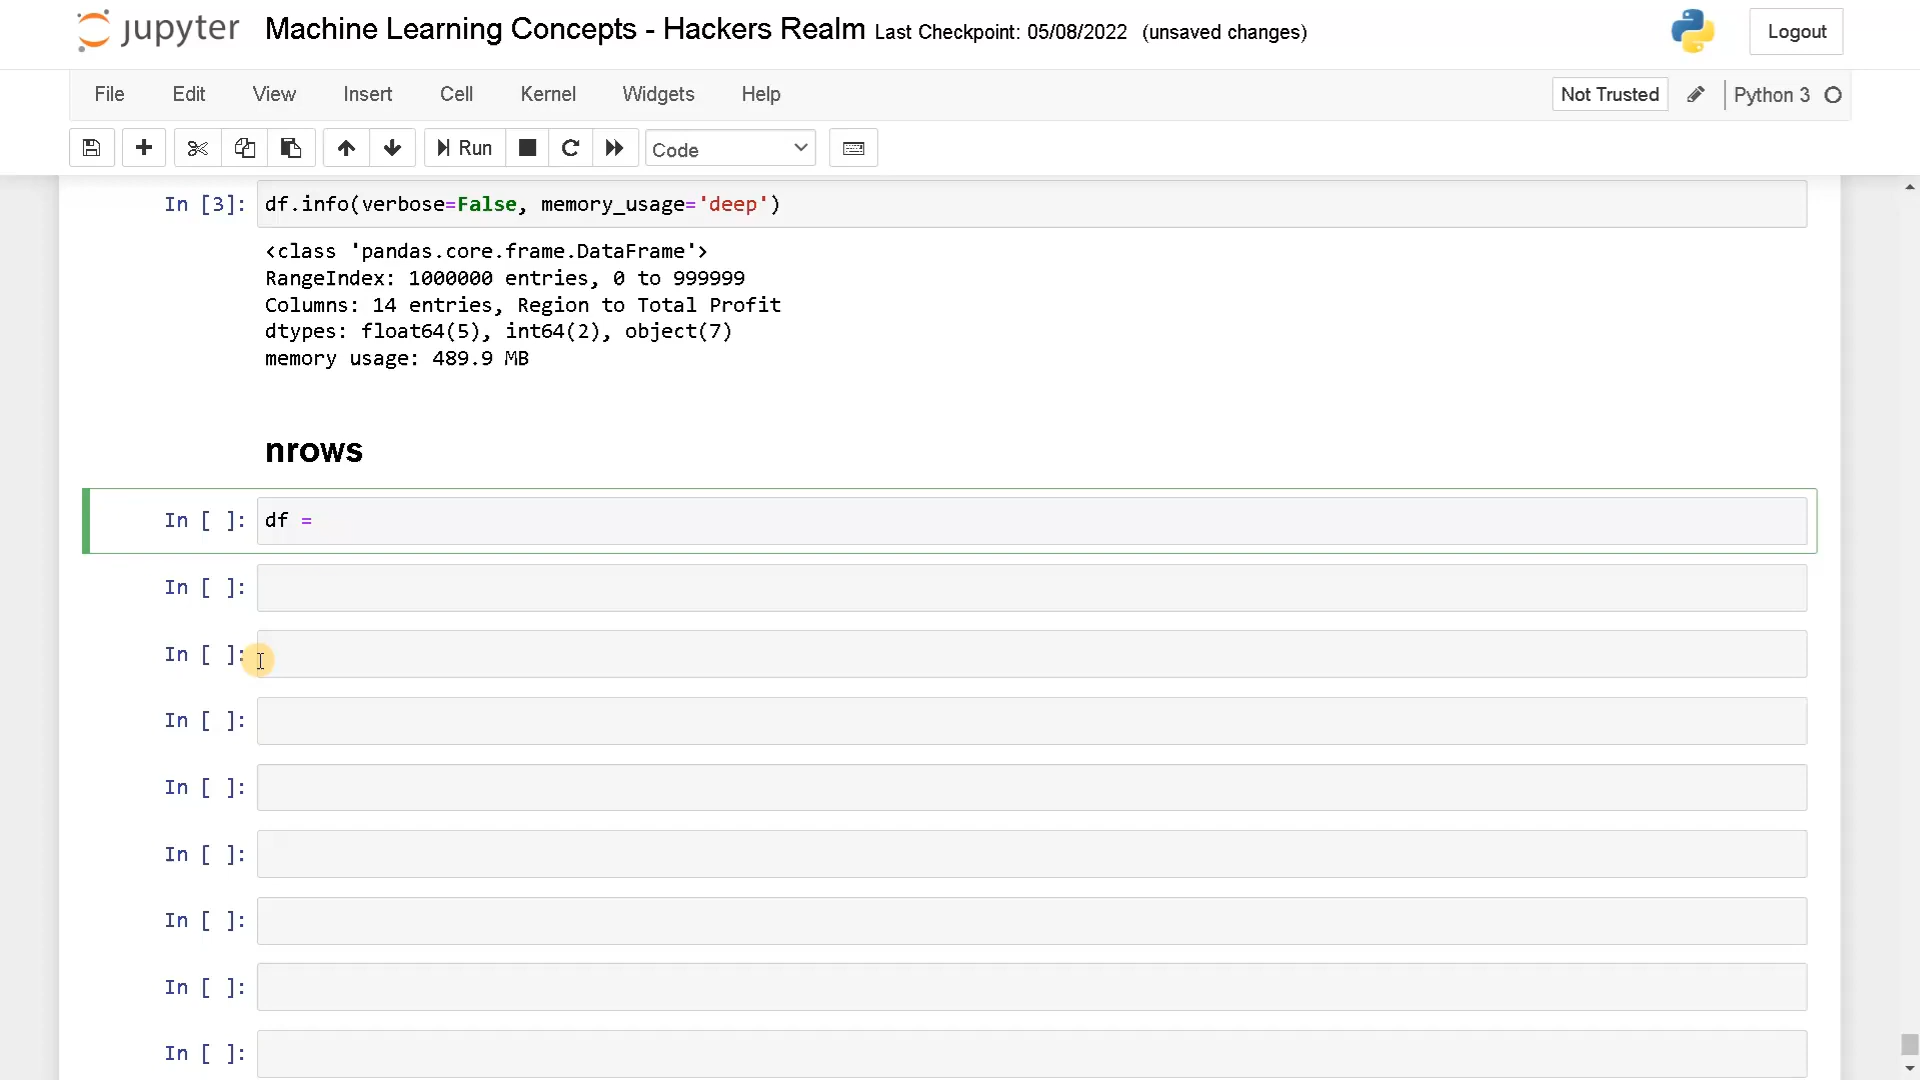 jupyter Machine Learning Concepts - Hackers Realm Last Checkpoint: 05/08/2022 (unsaved changes) Logout
File Edit View Insert Cell Kernel Widgets Help Not Trusted Python 3
Run Code
In [3]: df.info(verbose=False, memory_usage='deep')
<class 'pandas.core.frame.DataFrame'>
RangeIndex: 1000000 entries, 0 to 999999
Columns: 14 entries, Region to Total Profit
dtypes: float64(5), int64(2), object(7)
memory usage: 489.9 MB
nrows
In [ ]: df =
In [ ]:
In [ ]:
In [ ]:
In [ ]:
In [ ]:
In [ ]:
In [ ]:
In [ ]: